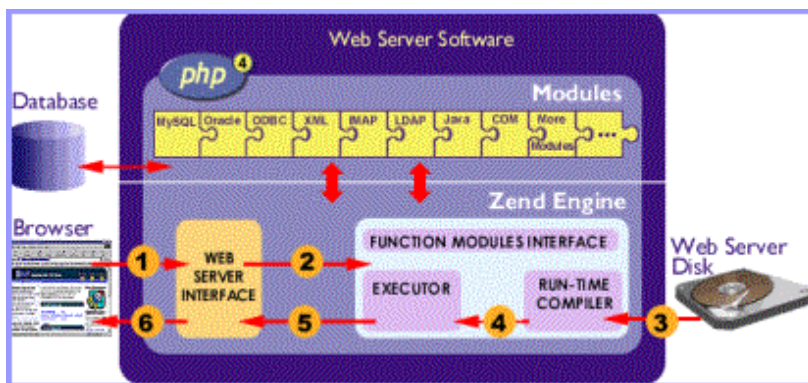 Web Server Software
php 4
Modules
Database
MySQL Oracle ODBC XML IMAP LDAP Java COM More Modules ...
Zend Engine
Browser
FUNCTION MODULES INTERFACE
Web Server
Disk
1
WEB
SERVER
INTERFACE
2
EXECUTOR
RUN-TIME
COMPILER
6
5
4
3